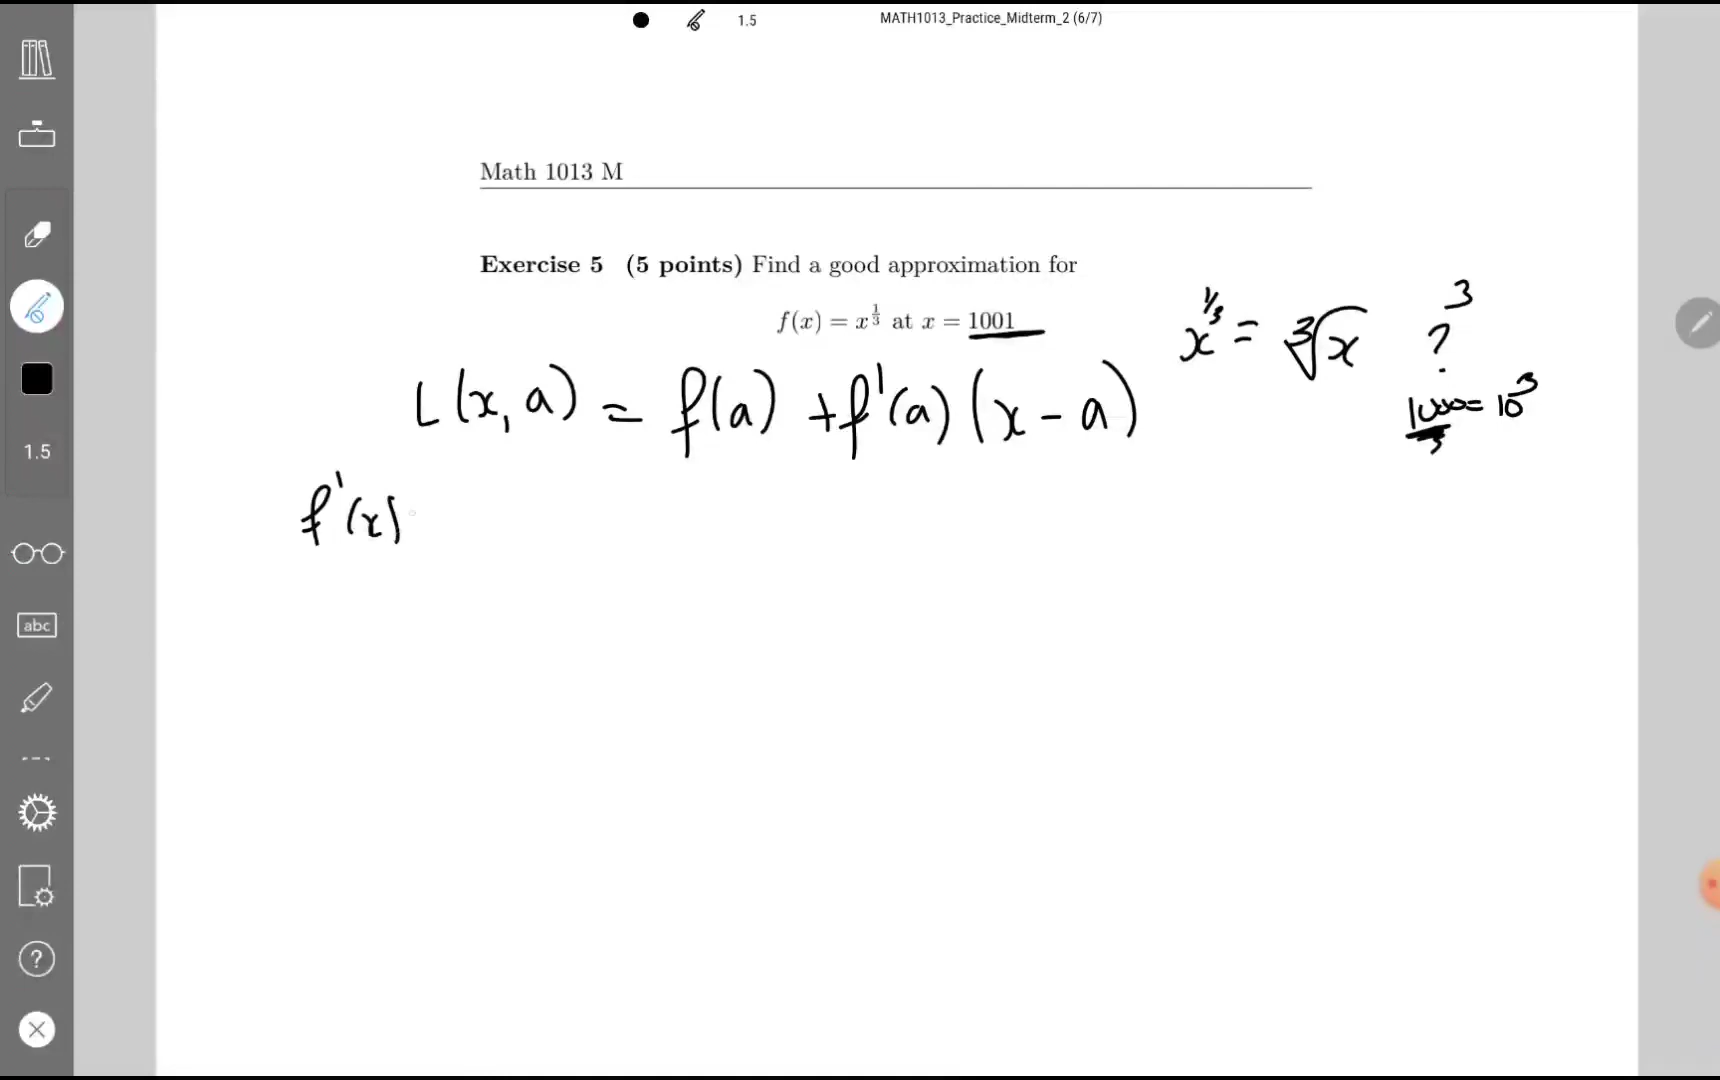 1.5 MATH1013_Practice_Midterm_2 (6/7)
Math 1013 M
Exercise 5 (5 points) Find a good approximation for
f(x) = x^{1/3} at x = 1001
x^{1/3} = ∛x
?^3
1000 = 10^3
L(x, a) = f(a) + f'(a)(x - a)
f'(x)
1.5
abc
?